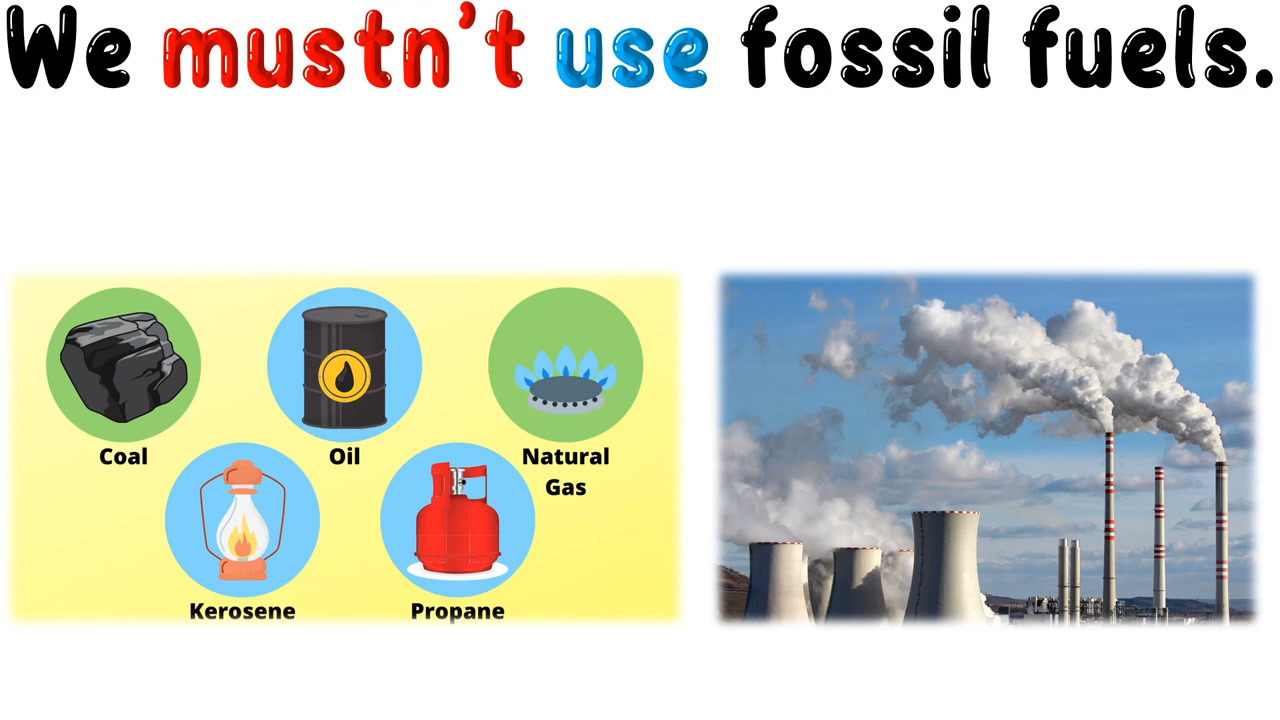 We mustn't use fossil fuels.
Coal
Oil
Natural
Gas
Kerosene
Propane